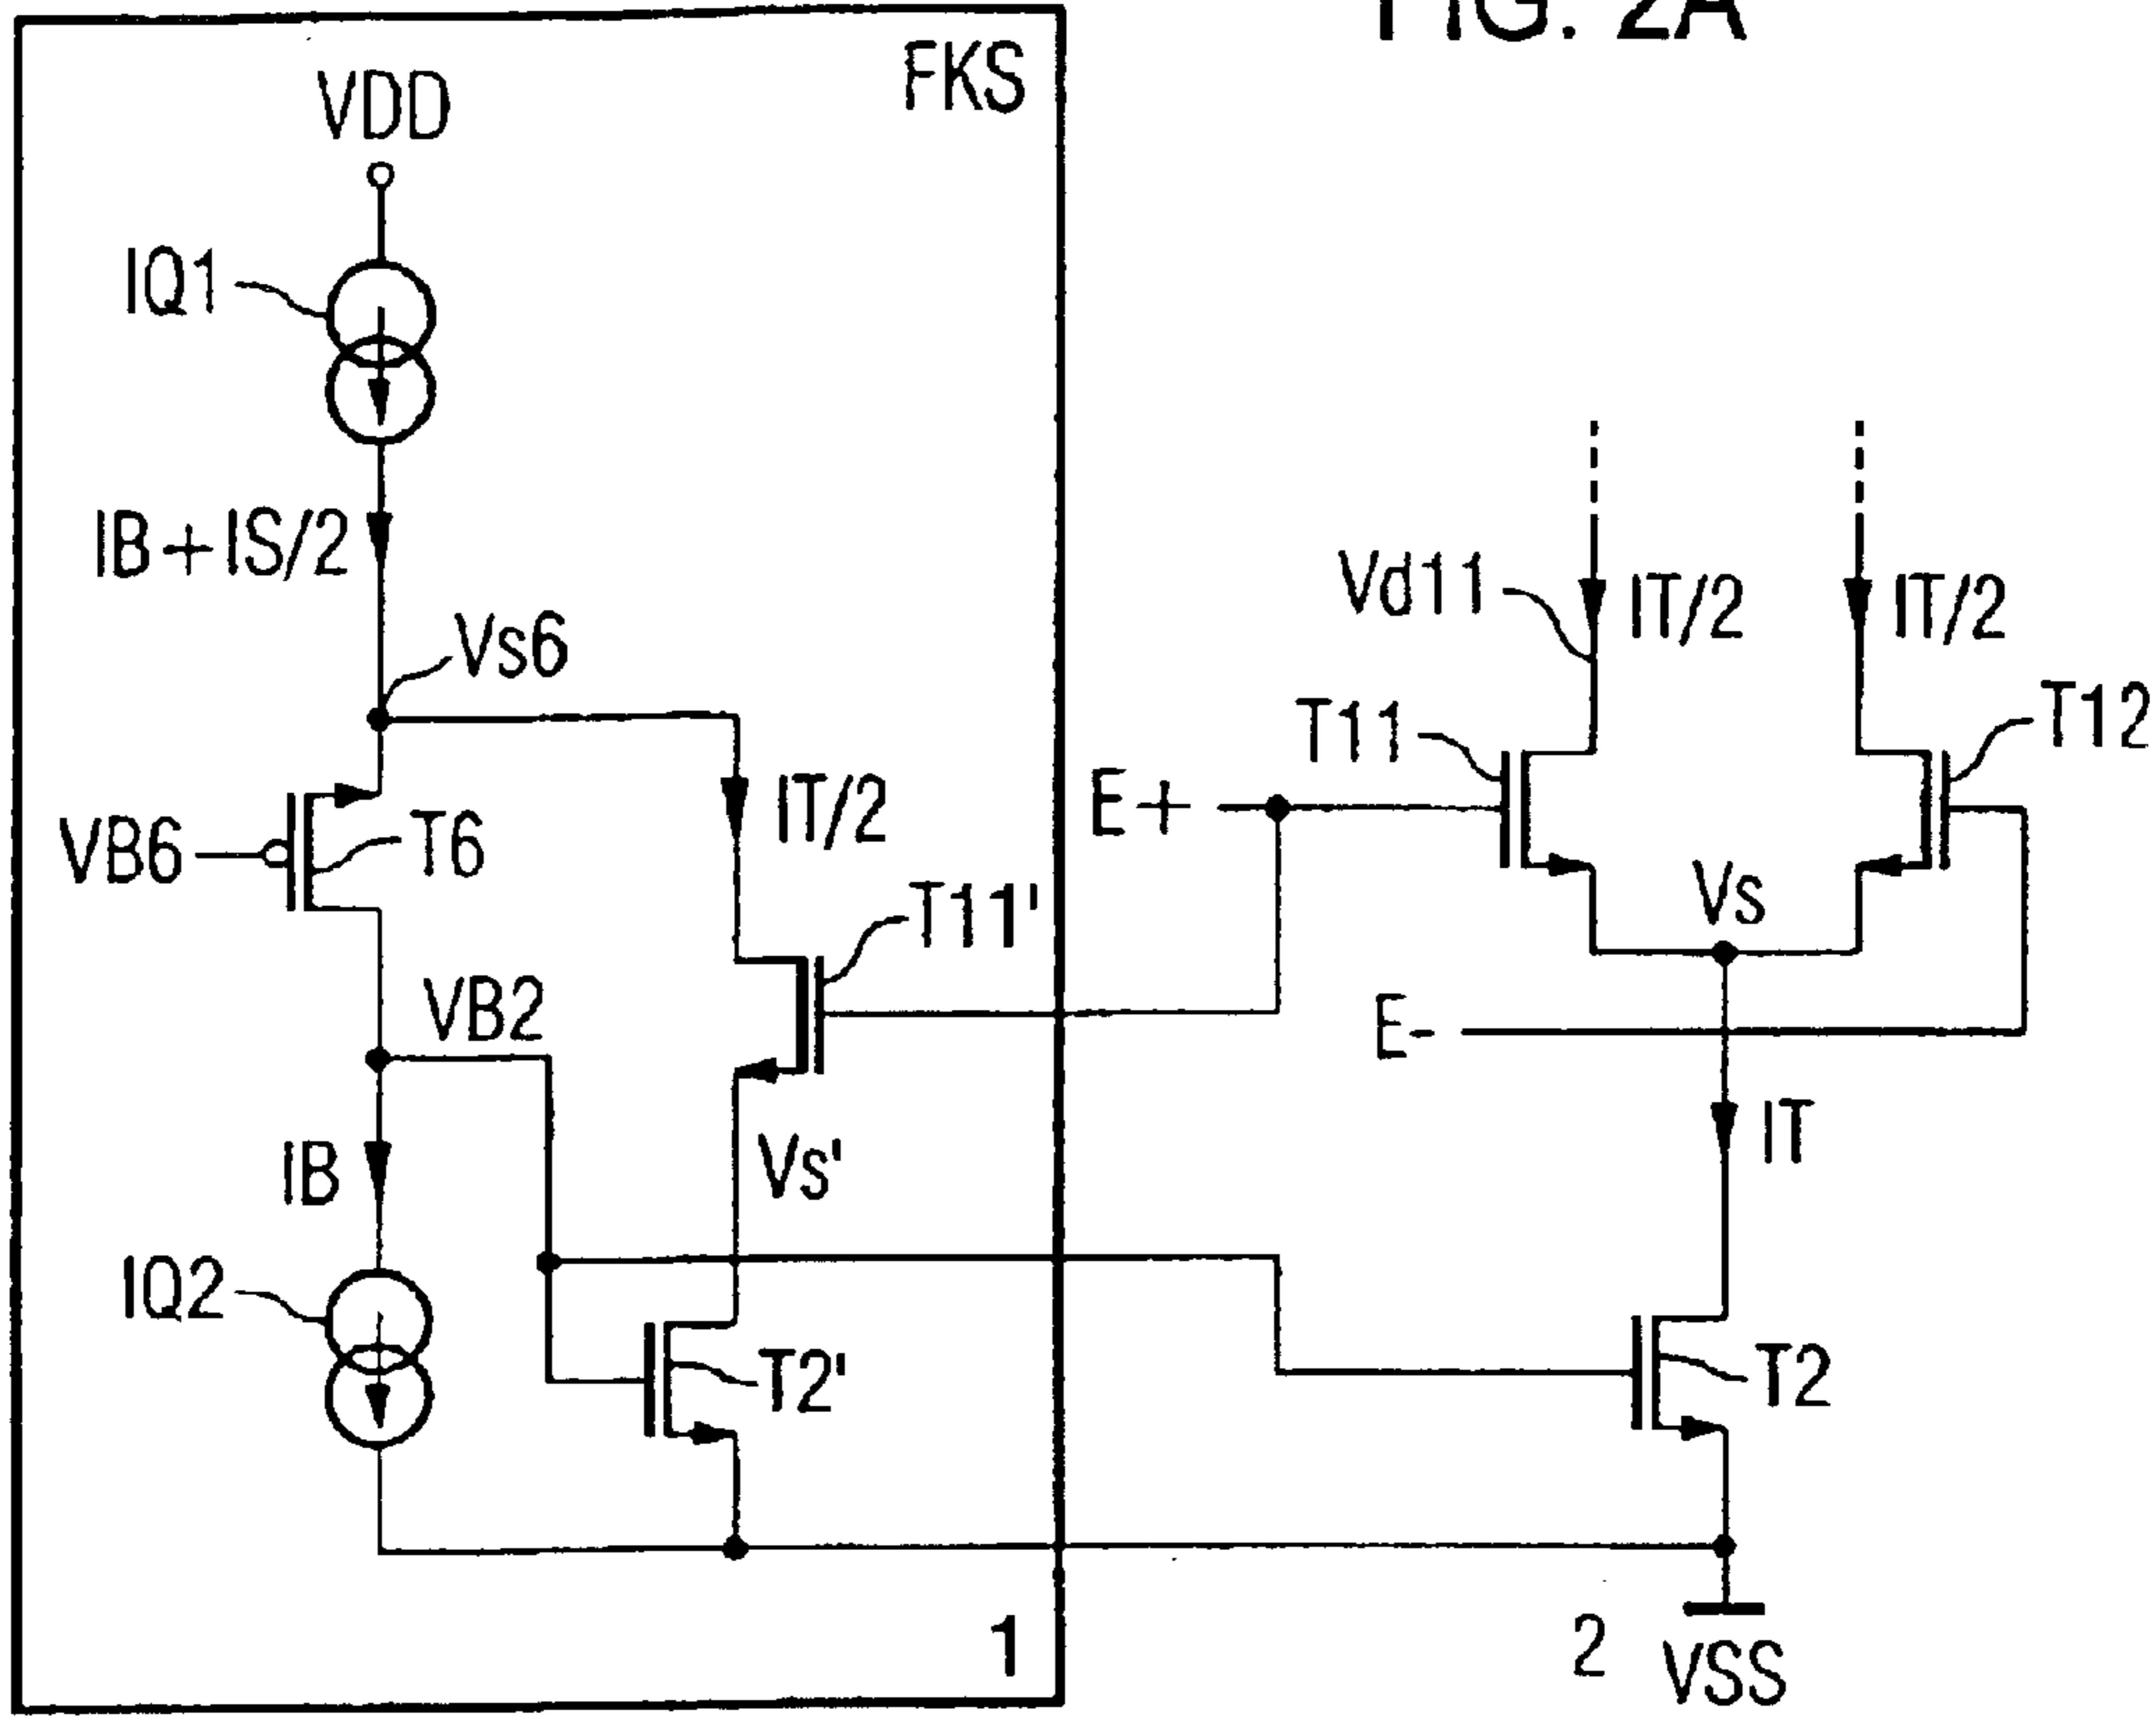 FIG. 2A
FKS
VDD
IQ1
IB+IS/2
Vs6
Vd11
IT/2
IT/2
T11
T12
E+
IT/2
VB6
T6
T11'
Vs
VB2
E-
IB
Vs'
IT
IQ2
T2'
T2
1
2
VSS